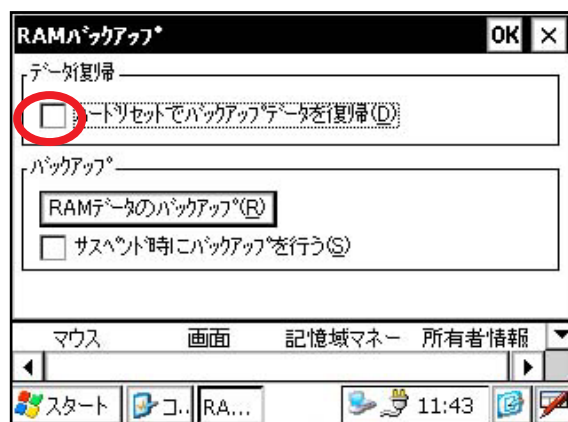 RAMバックアップ OK ×
データ復帰
ハードリセットでバックアップデータを復帰(D)
バックアップ
RAMデータのバックアップ(R)
サスペンド時にバックアップを行う(S)
マウス 画面 記憶域マネー 所有者情報
スタート コ.. RA... 11:43